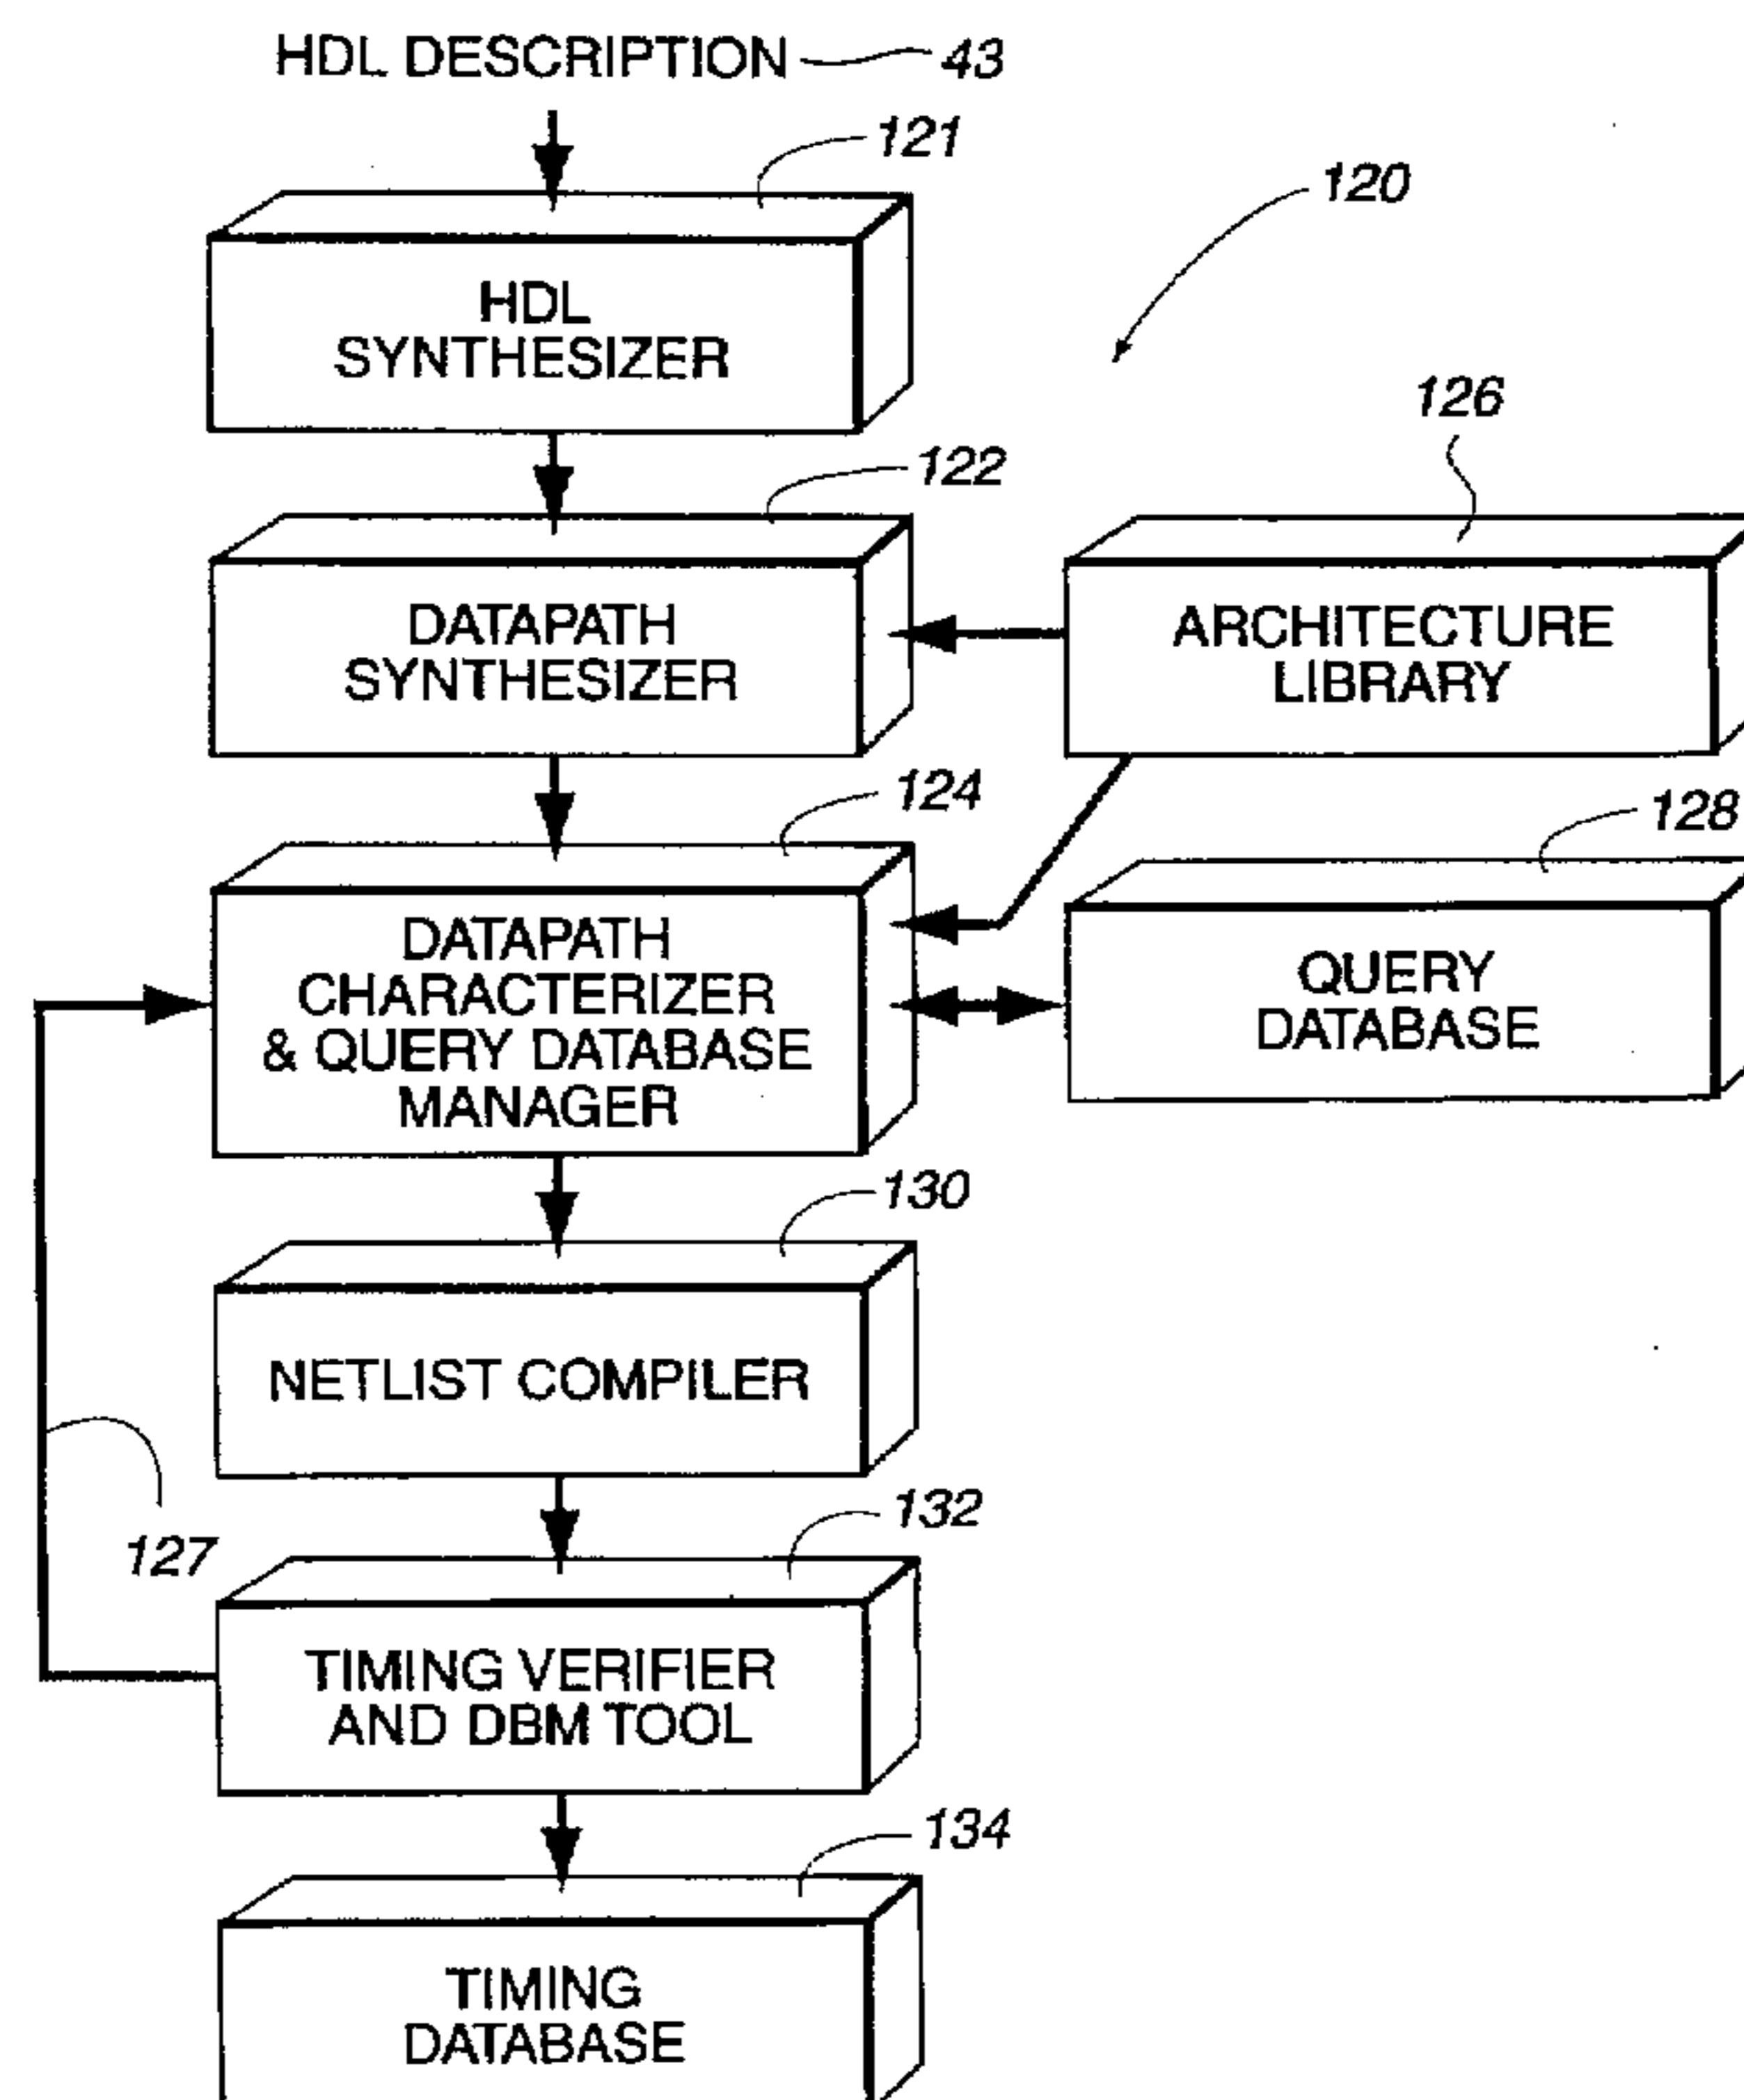 HDL DESCRIPTION 43
121
120
HDL
SYNTHESIZER
126
122
DATAPATH
SYNTHESIZER
ARCHITECTURE
LIBRARY
124
128
DATAPATH
CHARACTERIZER
& QUERY DATABASE
MANAGER
QUERY
DATABASE
130
NETLIST COMPILER
132
127
TIMING VERIFIER
AND DBM TOOL
134
TIMING
DATABASE